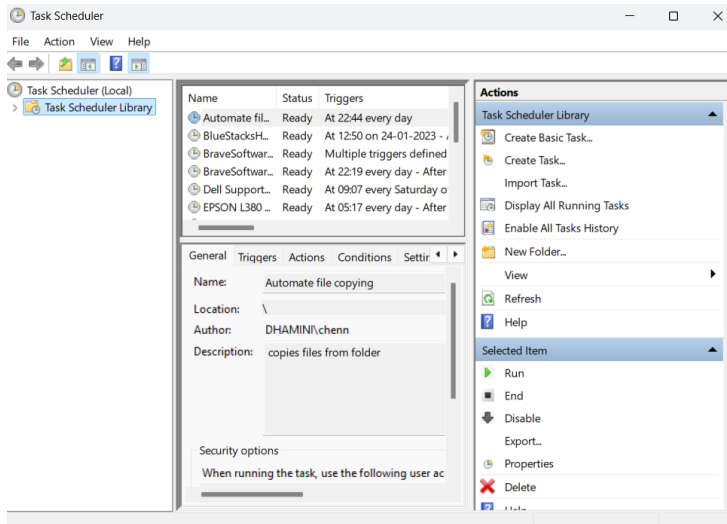 Task Scheduler
File Action View Help
Task Scheduler (Local)
Task Scheduler Library
Name Status Triggers
Automate fil... Ready At 22:44 every day
BlueStacksH... Ready At 12:50 on 24-01-2023 -
BraveSoftwar... Ready Multiple triggers defined
BraveSoftwar... Ready At 22:19 every day - After
Dell Support... Ready At 09:07 every Saturday o
EPSON L380 ... Ready At 05:17 every day - After
General Triggers Actions Conditions Settir
Name: Automate file copying
Location: \
Author: DHAMINI\chenn
Description: copies files from folder
Security options
When running the task, use the following user ac
Actions
Task Scheduler Library
Create Basic Task...
Create Task...
Import Task...
Display All Running Tasks
Enable All Tasks History
New Folder...
View
Refresh
Help
Selected Item
Run
End
Disable
Export...
Properties
Delete